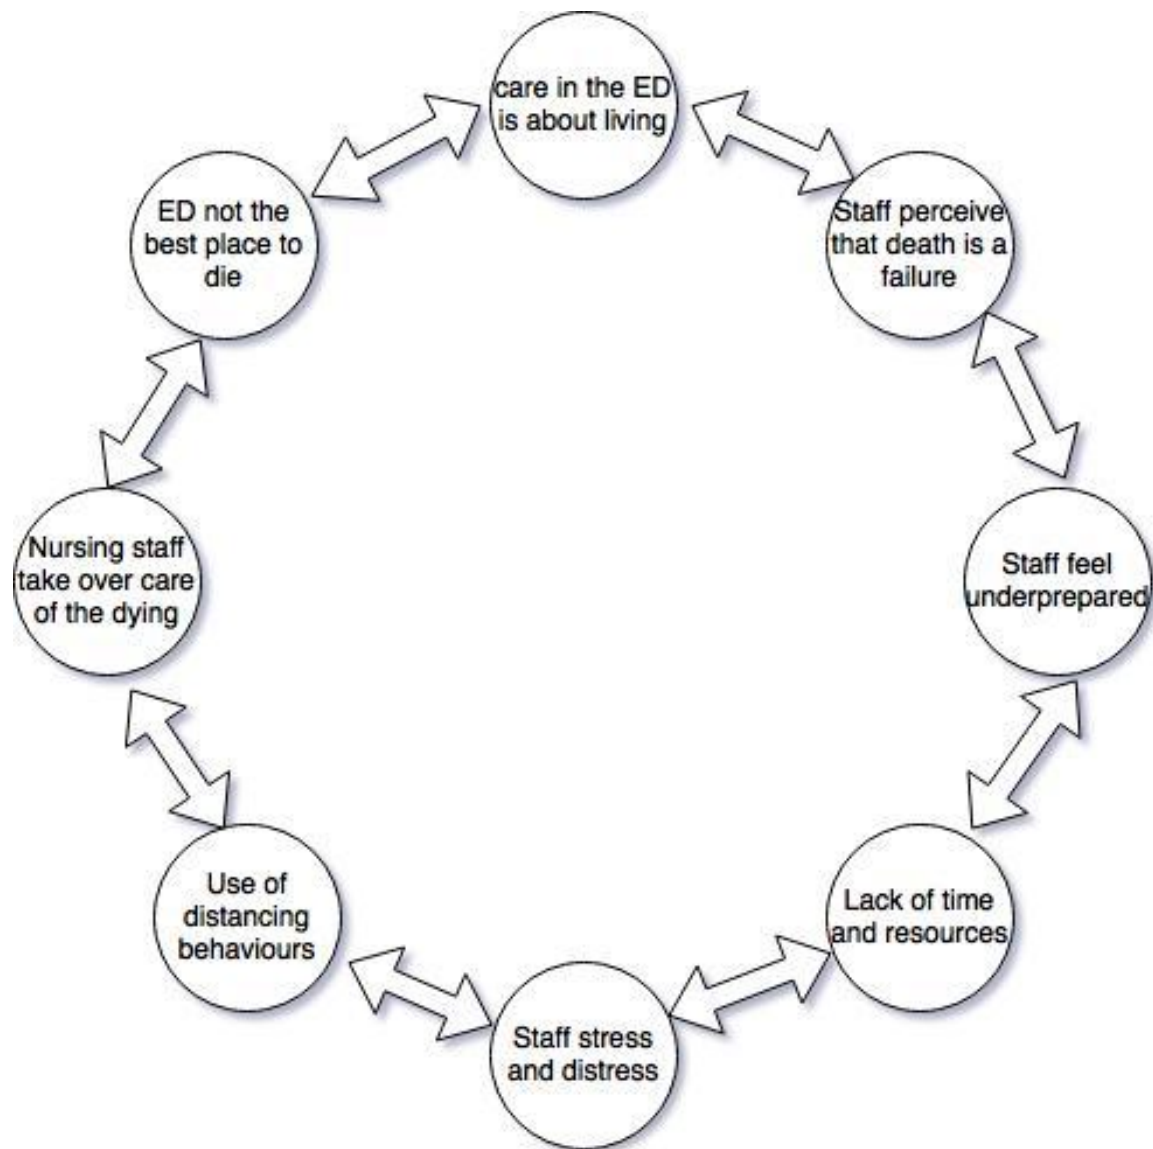 care in the ED
is about living
Staff perceive
that death is a
failure
Staff feel
underprepared
Lack of time
and resources
Staff stress
and distress
Use of
distancing
behaviours
Nursing staff
take over care
of the dying
ED not the
best place to
die